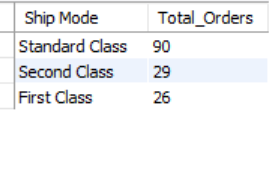 Ship Mode Total_Orders
Standard Class 90
Second Class 29
First Class 26